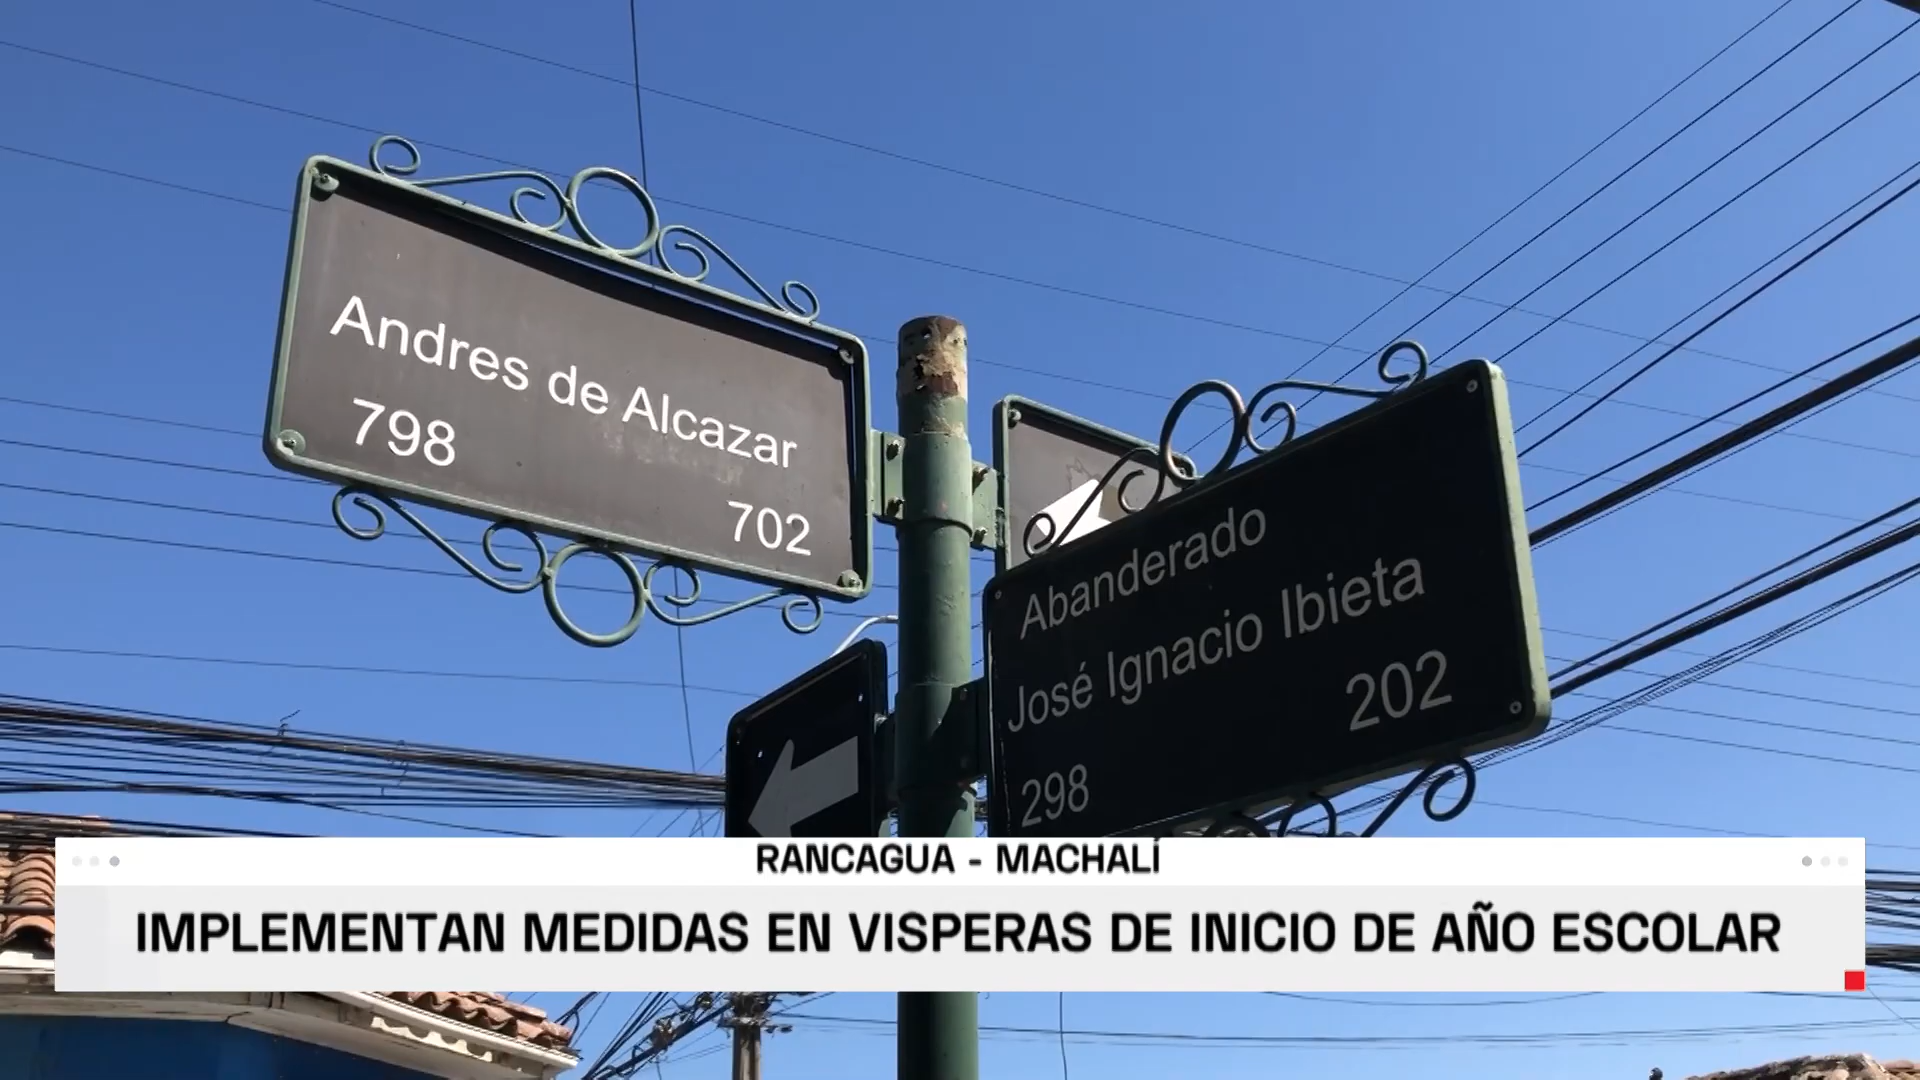 Andres de Alcazar
798
702
Abanderado
José Ignacio Ibieta
202
298
RANCAGUA - MACHALÍ
IMPLEMENTAN MEDIDAS EN VISPERAS DE INICIO DE AÑO ESCOLAR